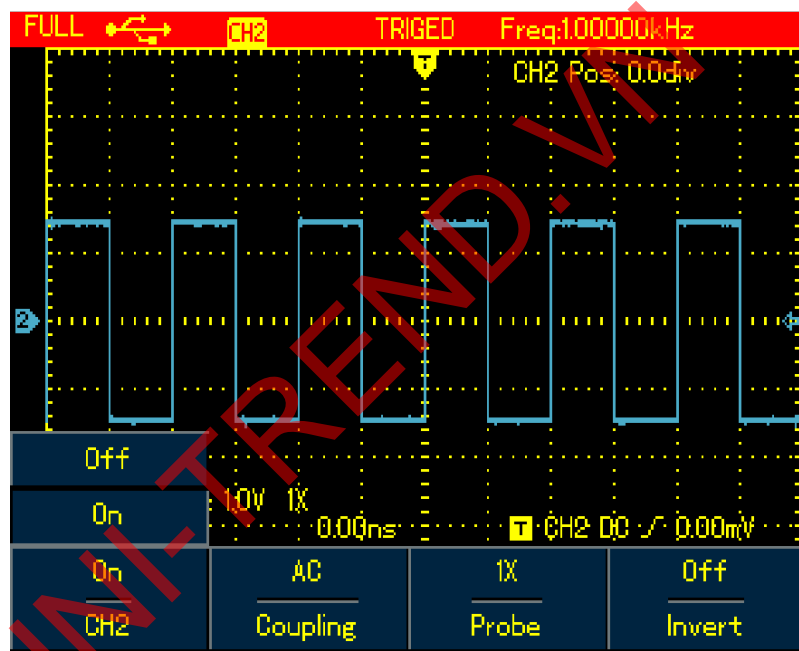 FULL CH2 TRIGED Freq:1.00000kHz
T
CH2 Pos: 0.0div
2
Off
On
1.0V 1X
0.00ns T CH2 DC 0.00mV
On AC 1X Off
CH2 Coupling Probe Invert
UNI-TREND.VN